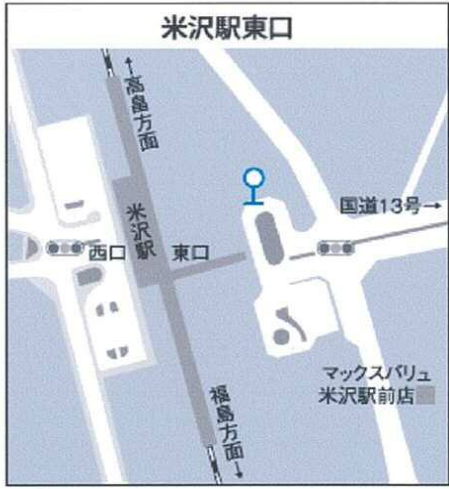 米沢駅東口
←高畠方面
国道13号→
米沢駅
西口
東口
マックスバリュ
米沢駅前店
福島方面→